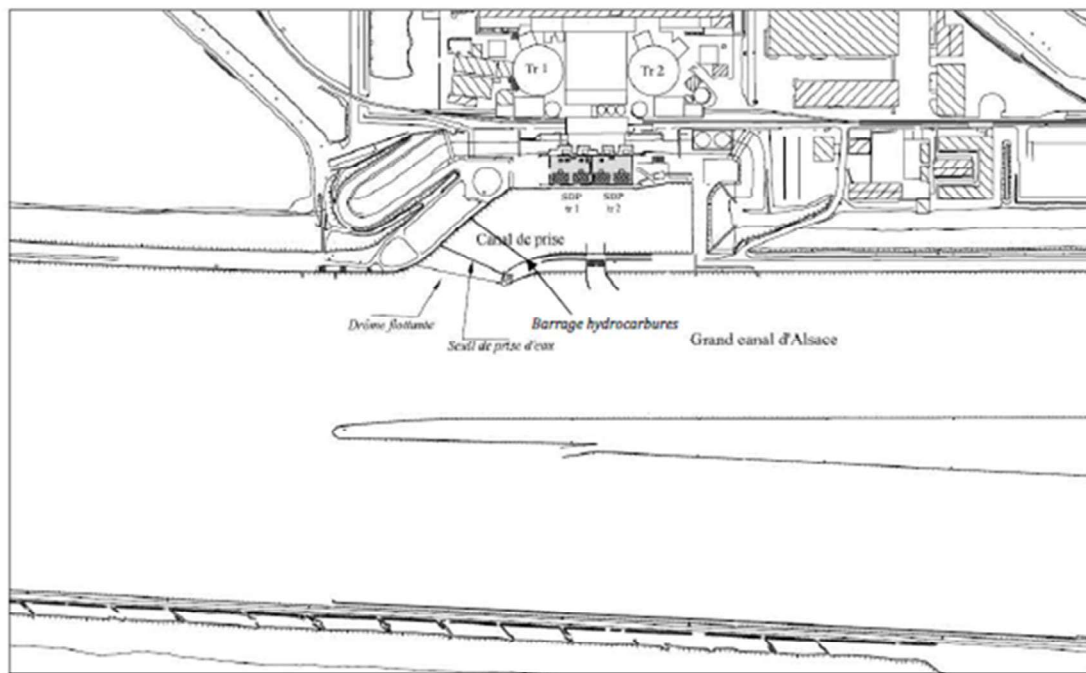 Tr 1
Tr 2
SDP
tr 1
SDP
tr 2
Canal de prise
Drôme flottante
Barrage hydrocarbures
Seuil de prise d'eau
Grand canal d'Alsace